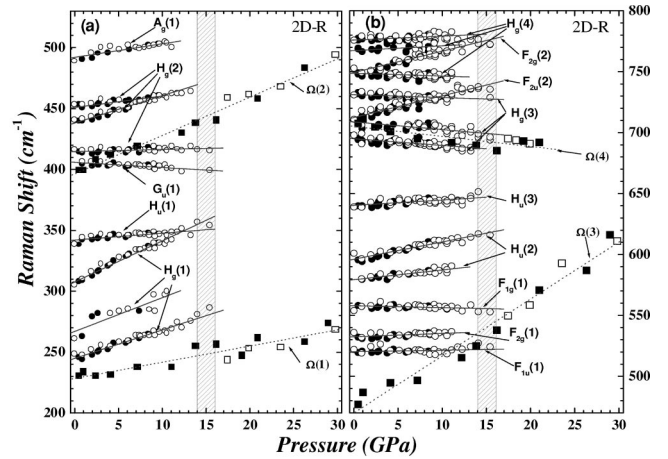 (a)
2D-R
A_g(1)
H_g(2)
Ω(2)
G_u(1)
H_u(1)
H_g(1)
Ω(1)
500
450
400
350
300
250
200
0 5 10 15 20 25 30
(b)
2D-R
H_g(4)
F_2g(2)
F_2u(2)
H_g(3)
Ω(4)
H_u(3)
Ω(3)
H_u(2)
F_1g(1)
F_2g(1)
F_1u(1)
800
750
700
650
600
550
500
0 5 10 15 20 25 30
Raman Shift (cm⁻¹)
Pressure (GPa)